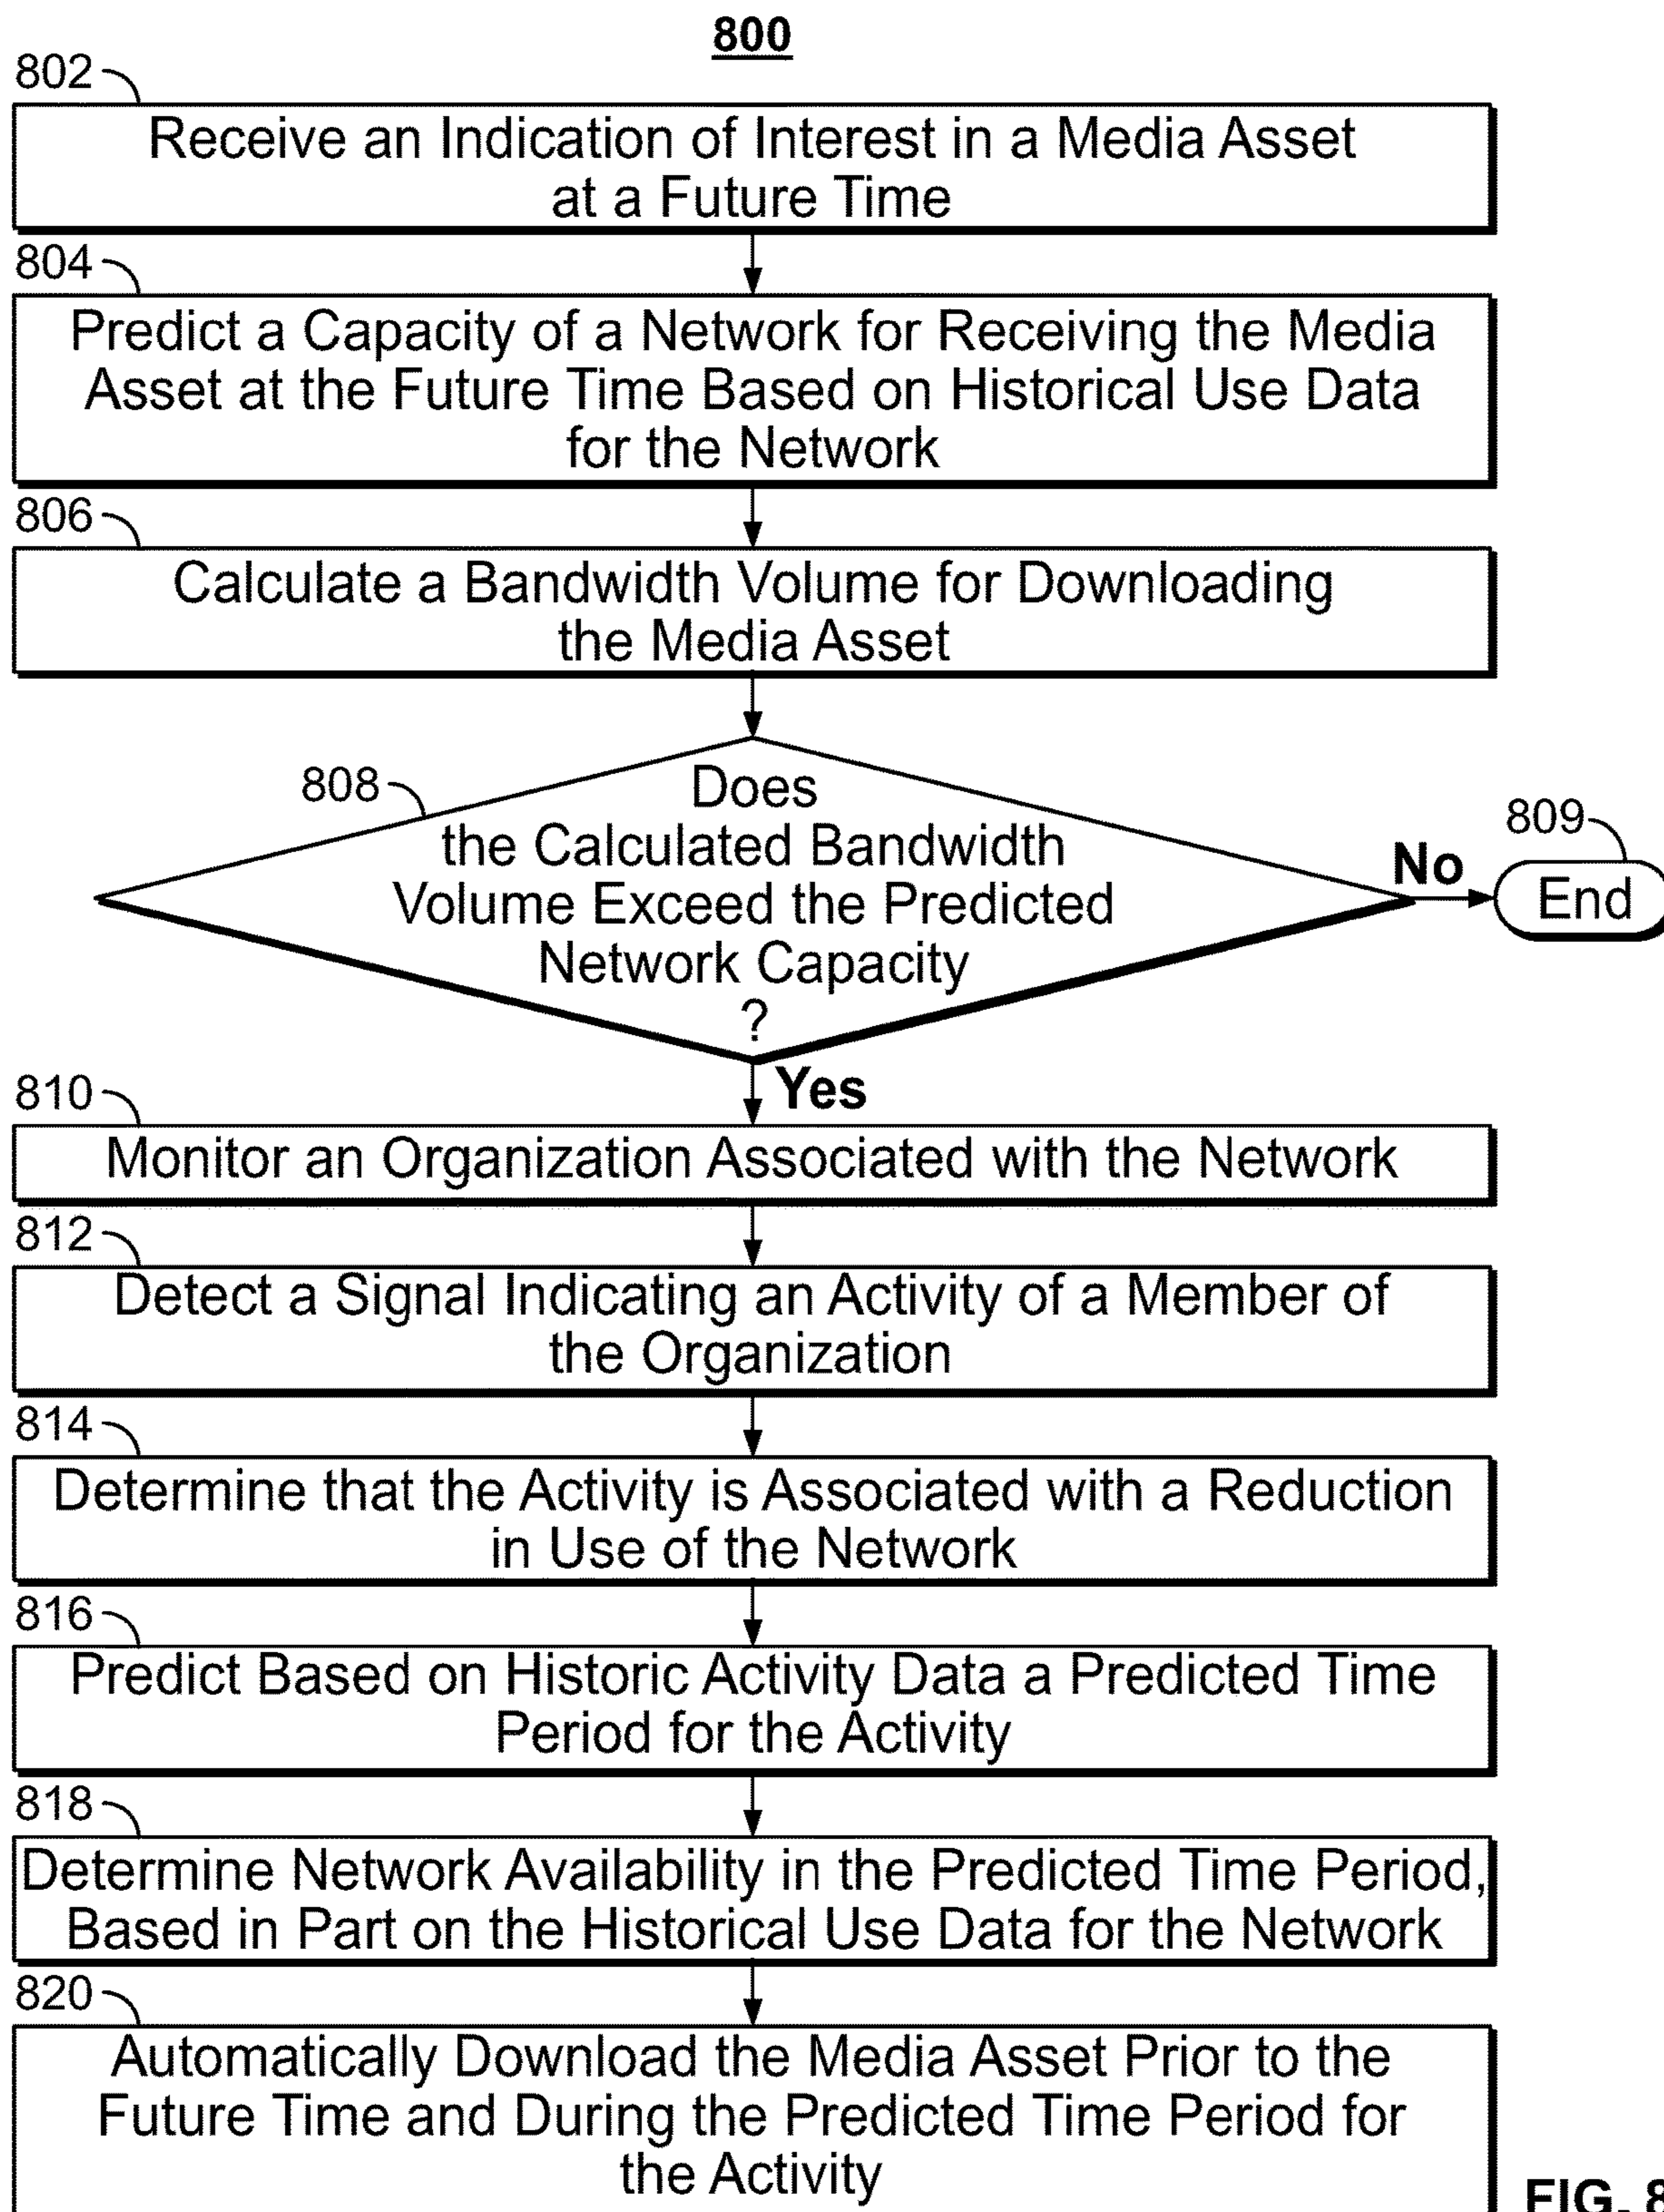 800
802
Receive an Indication of Interest in a Media Asset
at a Future Time
804
Predict a Capacity of a Network for Receiving the Media
Asset at the Future Time Based on Historical Use Data
for the Network
806
Calculate a Bandwidth Volume for Downloading
the Media Asset
808
Does
the Calculated Bandwidth
Volume Exceed the Predicted
Network Capacity
?
No
809
End
Yes
810
Monitor an Organization Associated with the Network
812
Detect a Signal Indicating an Activity of a Member of
the Organization
814
Determine that the Activity is Associated with a Reduction
in Use of the Network
816
Predict Based on Historic Activity Data a Predicted Time
Period for the Activity
818
Determine Network Availability in the Predicted Time Period,
Based in Part on the Historical Use Data for the Network
820
Automatically Download the Media Asset Prior to the
Future Time and During the Predicted Time Period for
the Activity
FIG. 8